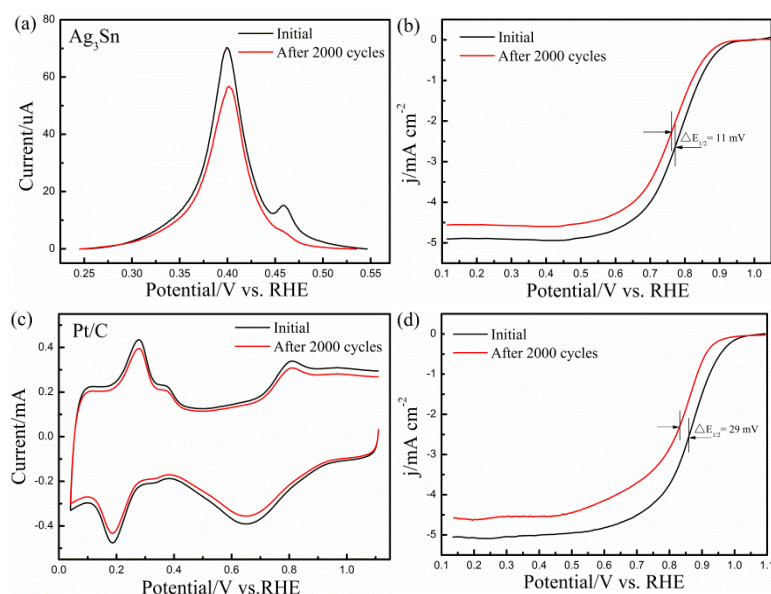 (a) Ag₃Sn
Initial
After 2000 cycles
Current/uA
80
60
40
20
0
0.25 0.30 0.35 0.40 0.45 0.50 0.55
Potential/V vs. RHE
(b)
Initial
After 2000 cycles
△E1/2= 11 mV
j/mA cm-2
0
-1
-2
-3
-4
-5
0.1 0.2 0.3 0.4 0.5 0.6 0.7 0.8 0.9 1.0
Potential/V vs. RHE
(c) Pt/C
Initial
After 2000 cycles
Current/mA
0.4
0.2
0.0
-0.2
-0.4
0.0 0.2 0.4 0.6 0.8 1.0
Potential/V vs.RHE
(d)
Initial
After 2000 cycles
△E1/2= 29 mV
j/mA cm-2
0
-1
-2
-3
-4
-5
0.1 0.2 0.3 0.4 0.5 0.6 0.7 0.8 0.9 1.0 1.1
Potential/V vs. RHE